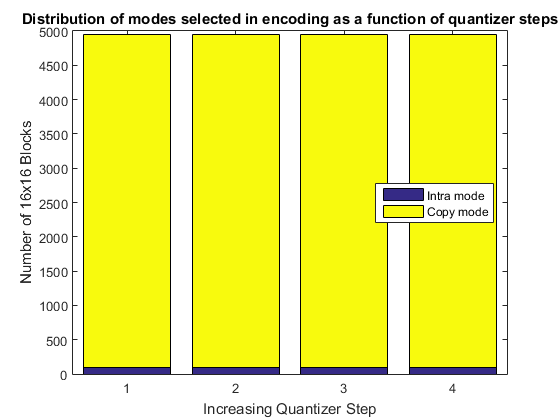 Distribution of modes selected in encoding as a function of quantizer steps
5000
4500
4000
3500
3000
2500
2000
1500
1000
500
0
Number of 16x16 Blocks
Intra mode
Copy mode
1 2 3 4
Increasing Quantizer Step